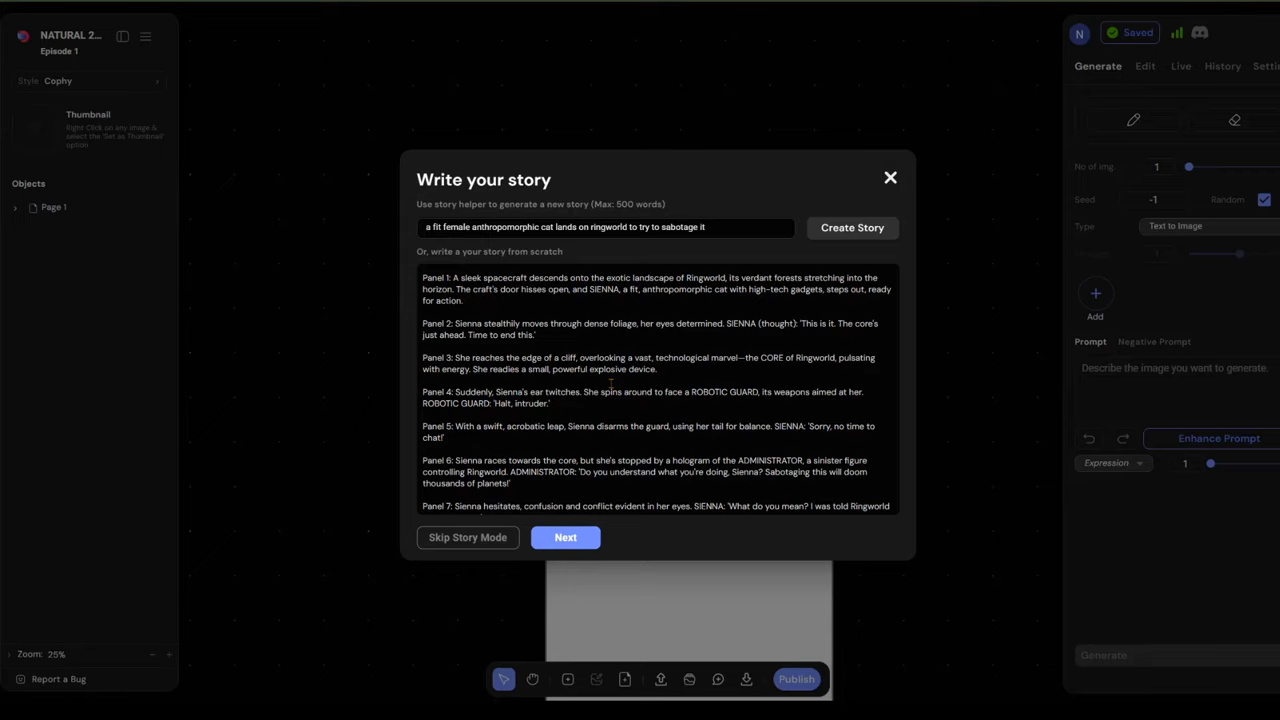 NATURAL 2...
Episode 1
Style Cophy
Thumbnail
Right Click on any image &
select the 'Set as Thumbnail'
option
Objects
Page 1
Zoom: 25%
Report a Bug
Write your story
Use story helper to generate a new story (Max: 500 words)
a fit female anthropomorphic cat lands on ringworld to try to sabotage it
Create Story
Or, write a your story from scratch
Panel 1: A sleek spacecraft descends onto the exotic landscape of Ringworld, its verdant forests stretching into the
horizon. The craft's door hisses open, and SIENNA, a fit, anthropomorphic cat with high-tech gadgets, steps out, ready
for action.
Panel 2: Sienna stealthily moves through dense foliage, her eyes determined. SIENNA (thought): 'This is it. The core's
just ahead. Time to end this.'
Panel 3: She reaches the edge of a cliff, overlooking a vast, technological marvel—the CORE of Ringworld, pulsating
with energy. She readies a small, powerful explosive device.
Panel 4: Suddenly, Sienna's ear twitches. She spins around to face a ROBOTIC GUARD, its weapons aimed at her.
ROBOTIC GUARD: 'Halt, intruder.'
Panel 5: With a swift, acrobatic leap, Sienna disarms the guard, using her tail for balance. SIENNA: 'Sorry, no time to
chat!'
Panel 6: Sienna races towards the core, but she's stopped by a hologram of the ADMINISTRATOR, a sinister figure
controlling Ringworld. ADMINISTRATOR: 'Do you understand what you're doing, Sienna? Sabotaging this will doom
thousands of planets!'
Panel 7: Sienna hesitates, confusion and conflict evident in her eyes. SIENNA: 'What do you mean? I was told Ringworld
Skip Story Mode
Next
Publish
N
Saved
Generate Edit Live History Setti
No of img. 1
Seed -1 Random
Type Text to Image
Add
Prompt Negative Prompt
Describe the image you want to generate.
Enhance Prompt
Expression 1
Generate